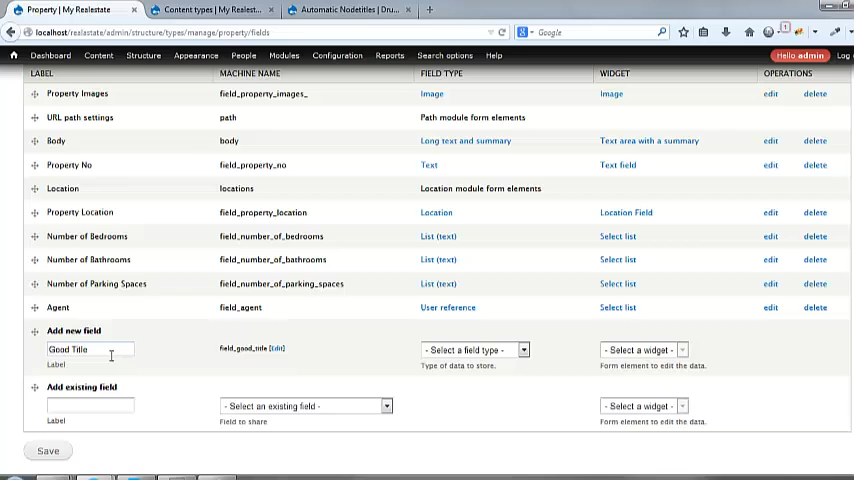 Property | My Realestate
Content types | My Realest...
Automatic Nodetitles | Dru...
localhost/realstate/admin/structure/types/manage/property/fields
Google
1
Dashboard Content Structure Appearance People Modules Configuration Reports Search options Help
Hello admin Log
LABEL MACHINE NAME FIELD TYPE WIDGET OPERATIONS
Property Images field_property_images_ Image Image edit delete
URL path settings path Path module form elements
Body body Long text and summary Text area with a summary edit delete
Property No field_property_no Text Text field edit delete
Location locations Location module form elements
Property Location field_property_location Location Location Field edit delete
Number of Bedrooms field_number_of_bedrooms List (text) Select list edit delete
Number of Bathrooms field_number_of_bathrooms List (text) Select list edit delete
Number of Parking Spaces field_number_of_parking_spaces List (text) Select list edit delete
Agent field_agent User reference Select list edit delete
Add new field
Good Title field_good_title [Edit] - Select a field type - - Select a widget -
Label Type of data to store. Form element to edit the data.
Add existing field
- Select an existing field - - Select a widget -
Label Field to share Form element to edit the data.
Save